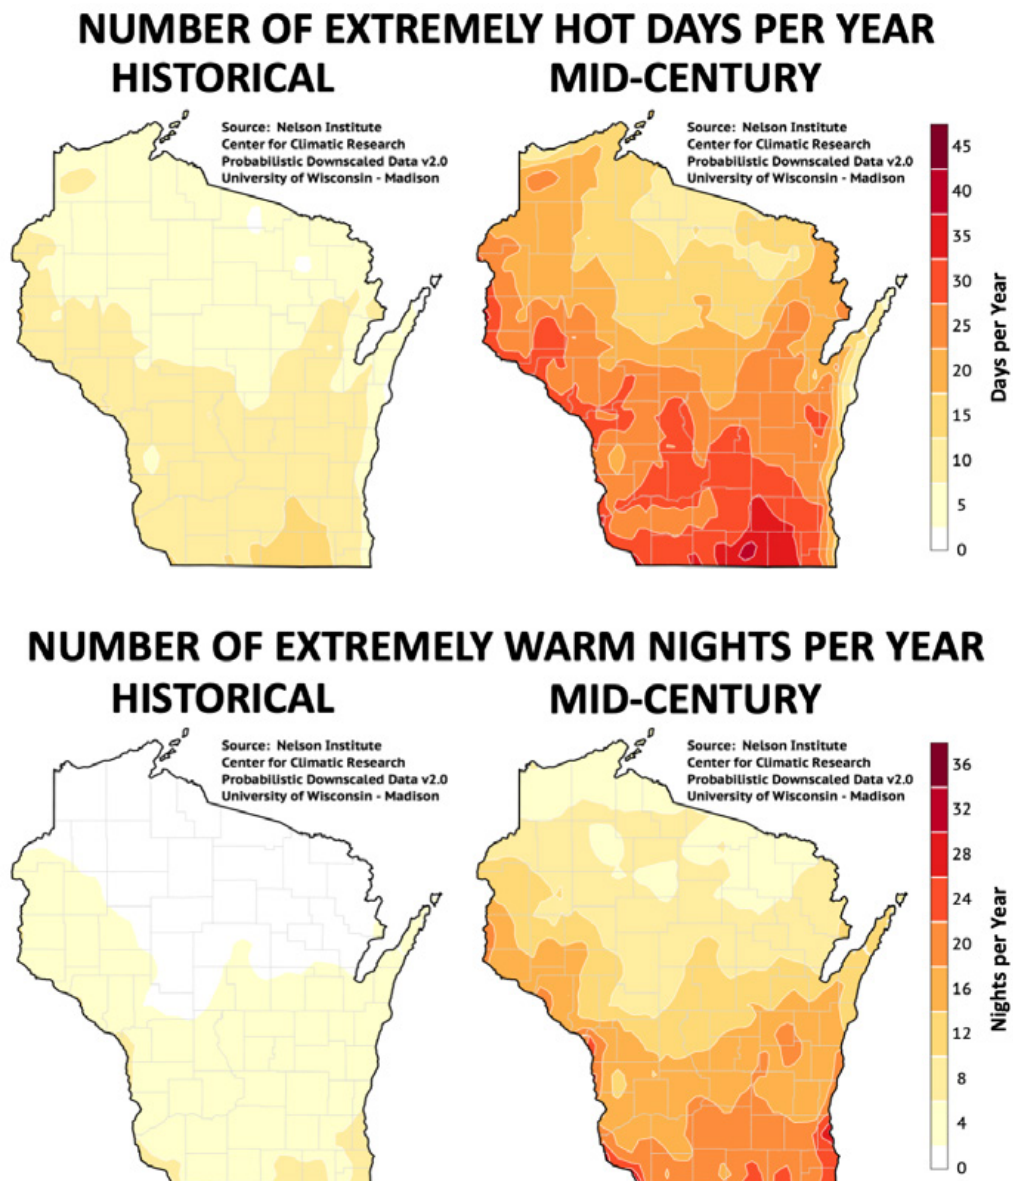 NUMBER OF EXTREMELY HOT DAYS PER YEAR
HISTORICAL
MID-CENTURY
Source: Nelson Institute
Center for Climatic Research
Probabilistic Downscaled Data v2.0
University of Wisconsin - Madison
Source: Nelson Institute
Center for Climatic Research
Probabilistic Downscaled Data v2.0
University of Wisconsin - Madison
45
40
35
30
25
20
15
10
5
0
Days per Year
NUMBER OF EXTREMELY WARM NIGHTS PER YEAR
HISTORICAL
MID-CENTURY
Source: Nelson Institute
Center for Climatic Research
Probabilistic Downscaled Data v2.0
University of Wisconsin - Madison
Source: Nelson Institute
Center for Climatic Research
Probabilistic Downscaled Data v2.0
University of Wisconsin - Madison
36
32
28
24
20
16
12
8
4
0
Nights per Year